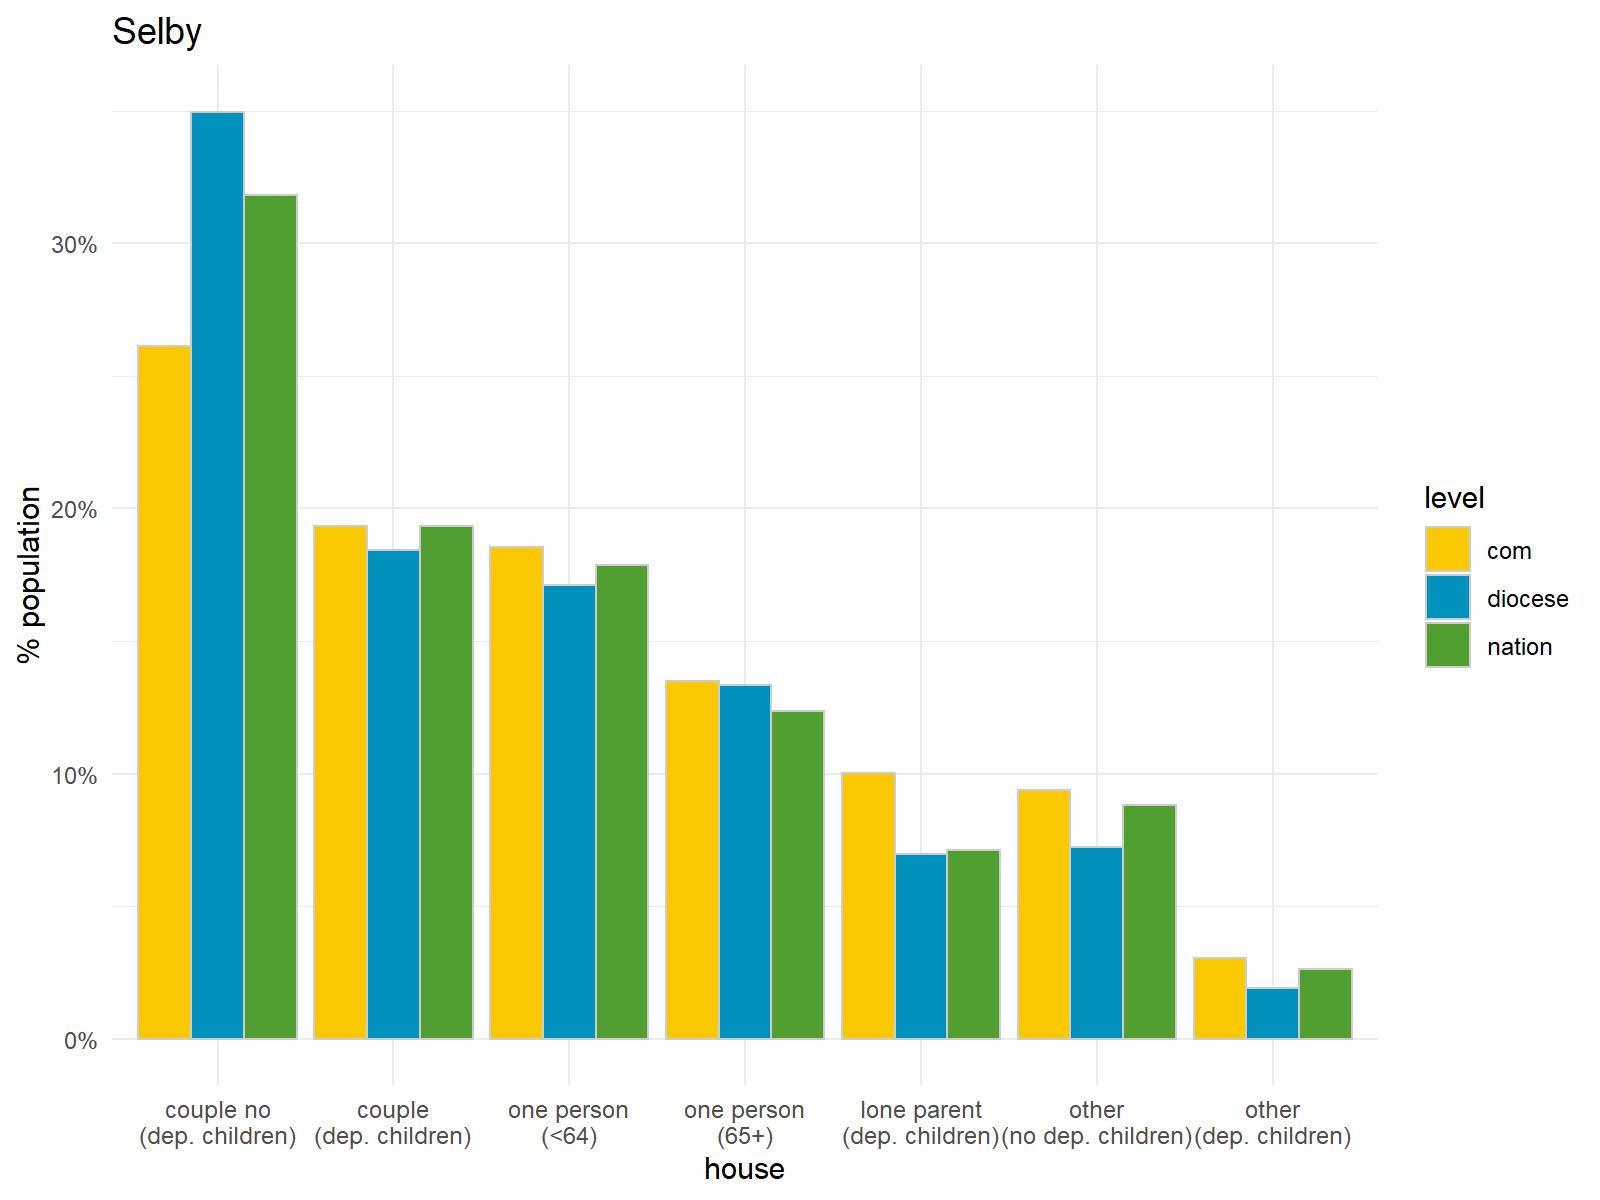 Selby
% population
30%
20%
10%
0%
couple no
(dep. children)
couple
(dep. children)
one person
(<64)
one person
(65+)
lone parent
(dep. children)
other
(no dep. children)
other
(dep. children)
house
level
com
diocese
nation